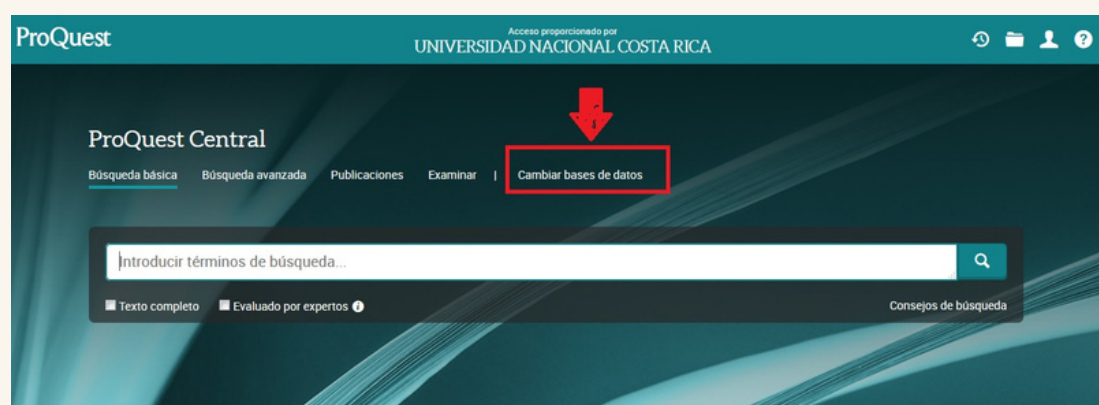 ProQuest
Acceso proporcionado por
UNIVERSIDAD NACIONAL COSTA RICA
ProQuest Central
Búsqueda básica Búsqueda avanzada Publicaciones Examinar | Cambiar bases de datos
Introducir términos de búsqueda...
Texto completo Evaluado por expertos
Consejos de búsqueda